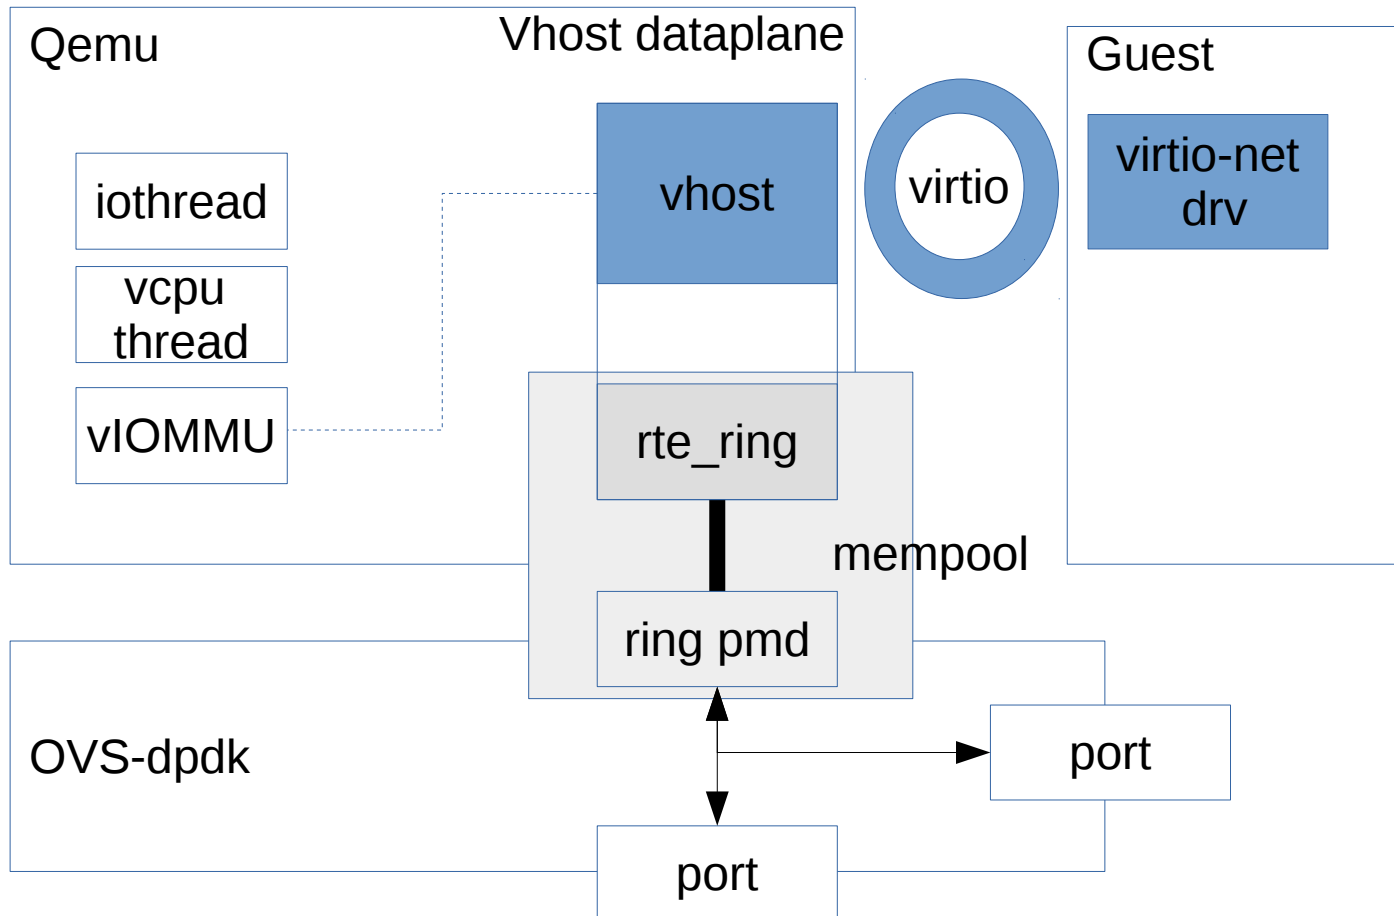 Qemu
Vhost dataplane
Guest
iothread
vhost
virtio
virtio-net
drv
vcpu
thread
vIOMMU
rte_ring
mempool
ring pmd
OVS-dpdk
port
port